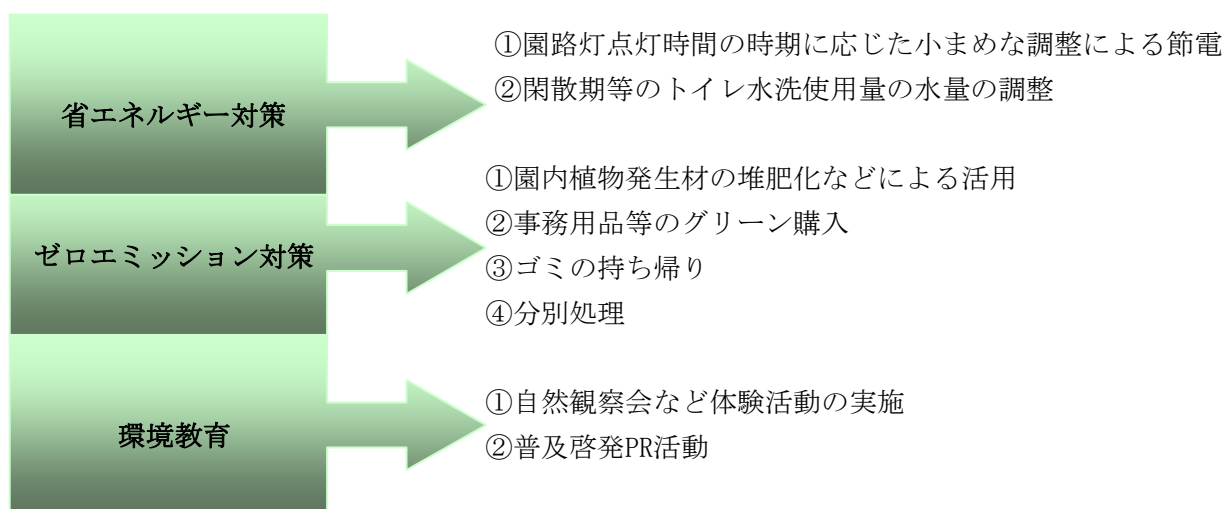 省エネルギー対策
①園路灯点灯時間の時期に応じた小まめな調整による節電
②閑散期等のトイレ水洗使用量の水量の調整
ゼロエミッション対策
①園内植物発生材の堆肥化などによる活用
②事務用品等のグリーン購入
③ゴミの持ち帰り
④分別処理
環境教育
①自然観察会など体験活動の実施
②普及啓発PR活動